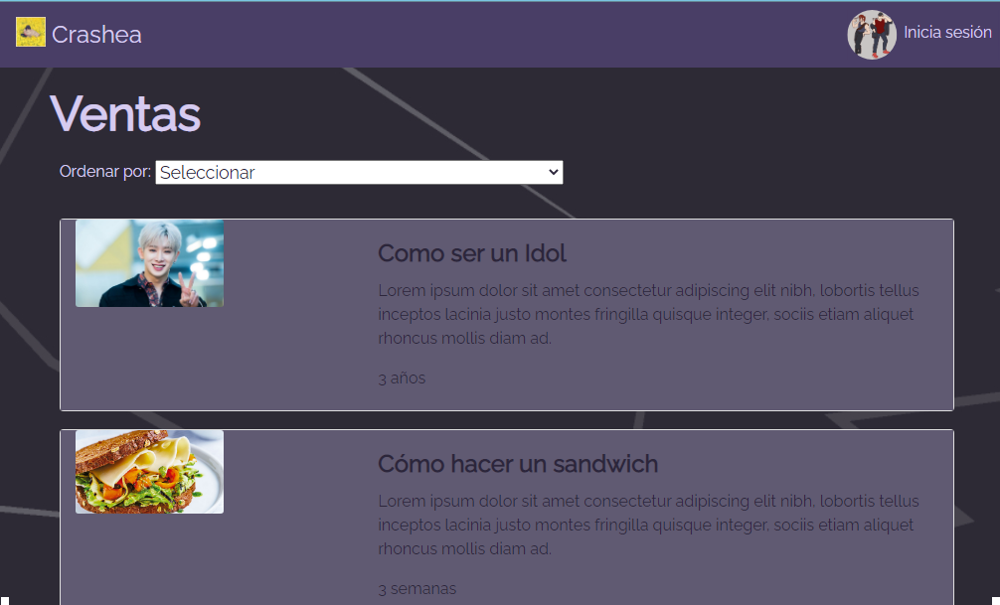 Crashea
Inicia sesión
Ventas
Ordenar por: Seleccionar
Como ser un Idol
Lorem ipsum dolor sit amet consectetur adipiscing elit nibh, lobortis tellus
inceptos lacinia justo montes fringilla quisque integer, sociis etiam aliquet
rhoncus mollis diam ad.
3 años
Cómo hacer un sandwich
Lorem ipsum dolor sit amet consectetur adipiscing elit nibh, lobortis tellus
inceptos lacinia justo montes fringilla quisque integer, sociis etiam aliquet
rhoncus mollis diam ad.
3 semanas